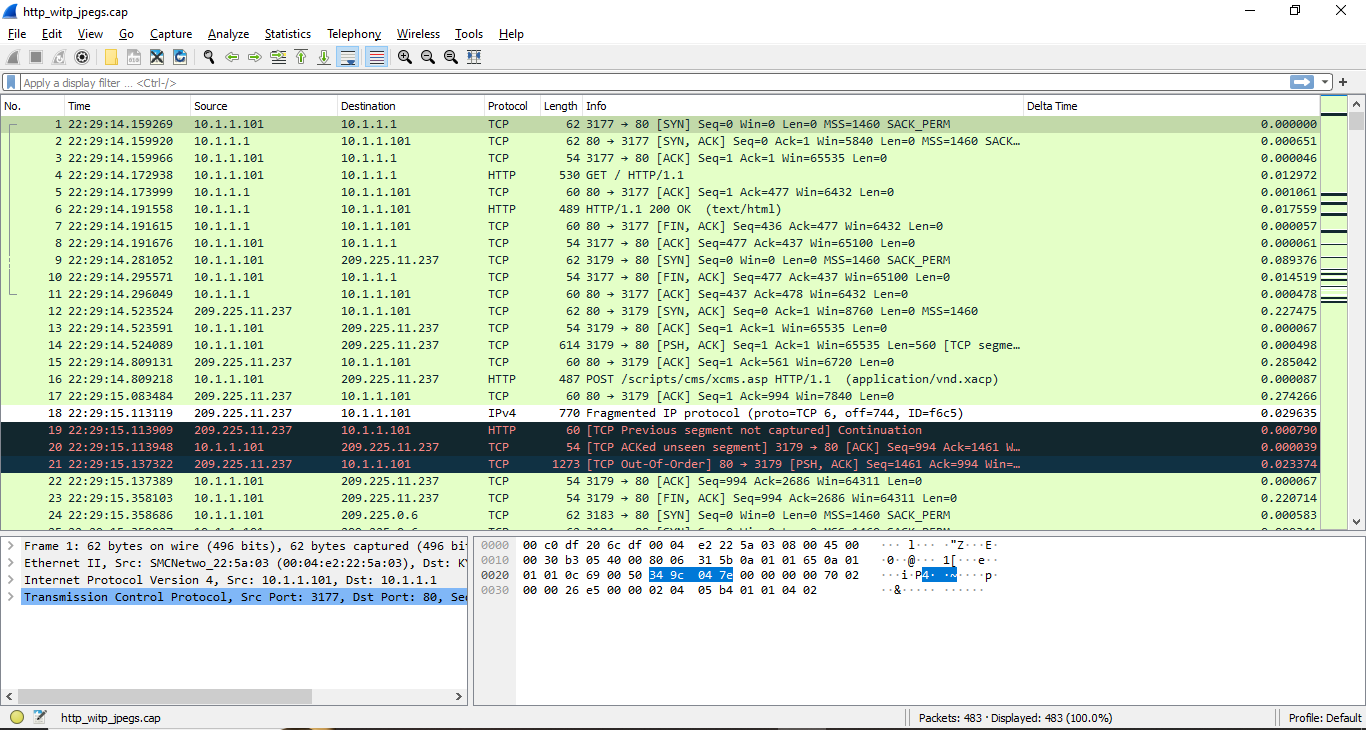 http_witp_jpegs.cap
File Edit View Go Capture Analyze Statistics Telephony Wireless Tools Help
Apply a display filter ... <Ctrl-/>
No. Time Source Destination Protocol Length Info Delta Time
1 22:29:14.159269 10.1.1.101 10.1.1.1 TCP 62 3177 → 80 [SYN] Seq=0 Win=0 Len=0 MSS=1460 SACK_PERM 0.000000
2 22:29:14.159920 10.1.1.1 10.1.1.101 TCP 62 80 → 3177 [SYN, ACK] Seq=0 Ack=1 Win=5840 Len=0 MSS=1460 SACK… 0.000651
3 22:29:14.159966 10.1.1.101 10.1.1.1 TCP 54 3177 → 80 [ACK] Seq=1 Ack=1 Win=65535 Len=0 0.000046
4 22:29:14.172938 10.1.1.101 10.1.1.1 HTTP 530 GET / HTTP/1.1 0.012972
5 22:29:14.173999 10.1.1.1 10.1.1.101 TCP 60 80 → 3177 [ACK] Seq=1 Ack=477 Win=6432 Len=0 0.001061
6 22:29:14.191558 10.1.1.1 10.1.1.101 HTTP 489 HTTP/1.1 200 OK (text/html) 0.017559
7 22:29:14.191615 10.1.1.1 10.1.1.101 TCP 60 80 → 3177 [FIN, ACK] Seq=436 Ack=477 Win=6432 Len=0 0.000057
8 22:29:14.191676 10.1.1.101 10.1.1.1 TCP 54 3177 → 80 [ACK] Seq=477 Ack=437 Win=65100 Len=0 0.000061
9 22:29:14.281052 10.1.1.101 209.225.11.237 TCP 62 3179 → 80 [SYN] Seq=0 Win=0 Len=0 MSS=1460 SACK_PERM 0.089376
10 22:29:14.295571 10.1.1.101 10.1.1.1 TCP 54 3177 → 80 [FIN, ACK] Seq=477 Ack=437 Win=65100 Len=0 0.014519
11 22:29:14.296049 10.1.1.1 10.1.1.101 TCP 60 80 → 3177 [ACK] Seq=437 Ack=478 Win=6432 Len=0 0.000478
12 22:29:14.523524 209.225.11.237 10.1.1.101 TCP 62 80 → 3179 [SYN, ACK] Seq=0 Ack=1 Win=8760 Len=0 MSS=1460 0.227475
13 22:29:14.523591 10.1.1.101 209.225.11.237 TCP 54 3179 → 80 [ACK] Seq=1 Ack=1 Win=65535 Len=0 0.000067
14 22:29:14.524089 10.1.1.101 209.225.11.237 TCP 614 3179 → 80 [PSH, ACK] Seq=1 Ack=1 Win=65535 Len=560 [TCP segme… 0.000498
15 22:29:14.809131 209.225.11.237 10.1.1.101 TCP 60 80 → 3179 [ACK] Seq=1 Ack=561 Win=6720 Len=0 0.285042
16 22:29:14.809218 10.1.1.101 209.225.11.237 HTTP 487 POST /scripts/cms/xcms.asp HTTP/1.1 (application/vnd.xacp) 0.000087
17 22:29:15.083484 209.225.11.237 10.1.1.101 TCP 60 80 → 3179 [ACK] Seq=1 Ack=994 Win=7840 Len=0 0.274266
18 22:29:15.113119 209.225.11.237 10.1.1.101 IPv4 770 Fragmented IP protocol (proto=TCP 6, off=744, ID=f6c5) 0.029635
19 22:29:15.113909 209.225.11.237 10.1.1.101 HTTP 60 [TCP Previous segment not captured] Continuation 0.000790
20 22:29:15.113948 10.1.1.101 209.225.11.237 TCP 54 [TCP ACKed unseen segment] 3179 → 80 [ACK] Seq=994 Ack=1461 W… 0.000039
21 22:29:15.137322 209.225.11.237 10.1.1.101 TCP 1273 [TCP Out-Of-Order] 80 → 3179 [PSH, ACK] Seq=1461 Ack=994 Win=… 0.023374
22 22:29:15.137389 10.1.1.101 209.225.11.237 TCP 54 3179 → 80 [ACK] Seq=994 Ack=2686 Win=64311 Len=0 0.000067
23 22:29:15.358103 10.1.1.101 209.225.11.237 TCP 54 3179 → 80 [FIN, ACK] Seq=994 Ack=2686 Win=64311 Len=0 0.220714
24 22:29:15.358686 10.1.1.101 209.225.0.6 TCP 62 3183 → 80 [SYN] Seq=0 Win=0 Len=0 MSS=1460 SACK_PERM 0.000583
Frame 1: 62 bytes on wire (496 bits), 62 bytes captured (496 bi
Ethernet II, Src: SMCNetwo_22:5a:03 (00:04:e2:22:5a:03), Dst: KY
Internet Protocol Version 4, Src: 10.1.1.101, Dst: 10.1.1.1
Transmission Control Protocol, Src Port: 3177, Dst Port: 80, Se
0000 00 c0 df 20 6c df 00 04 e2 22 5a 03 08 00 45 00 ··· l··· ·"Z···E·
0010 00 30 b3 05 40 00 80 06 31 5b 0a 01 01 65 0a 01 ·0··@··· 1[···e··
0020 01 01 0c 69 00 50 34 9c 04 7e 00 00 00 00 70 02 ···i·P4· ·~····p·
0030 00 00 26 e5 00 00 02 04 05 b4 01 01 04 02 ··&····· ······
http_witp_jpegs.cap
Packets: 483 · Displayed: 483 (100.0%)
Profile: Default